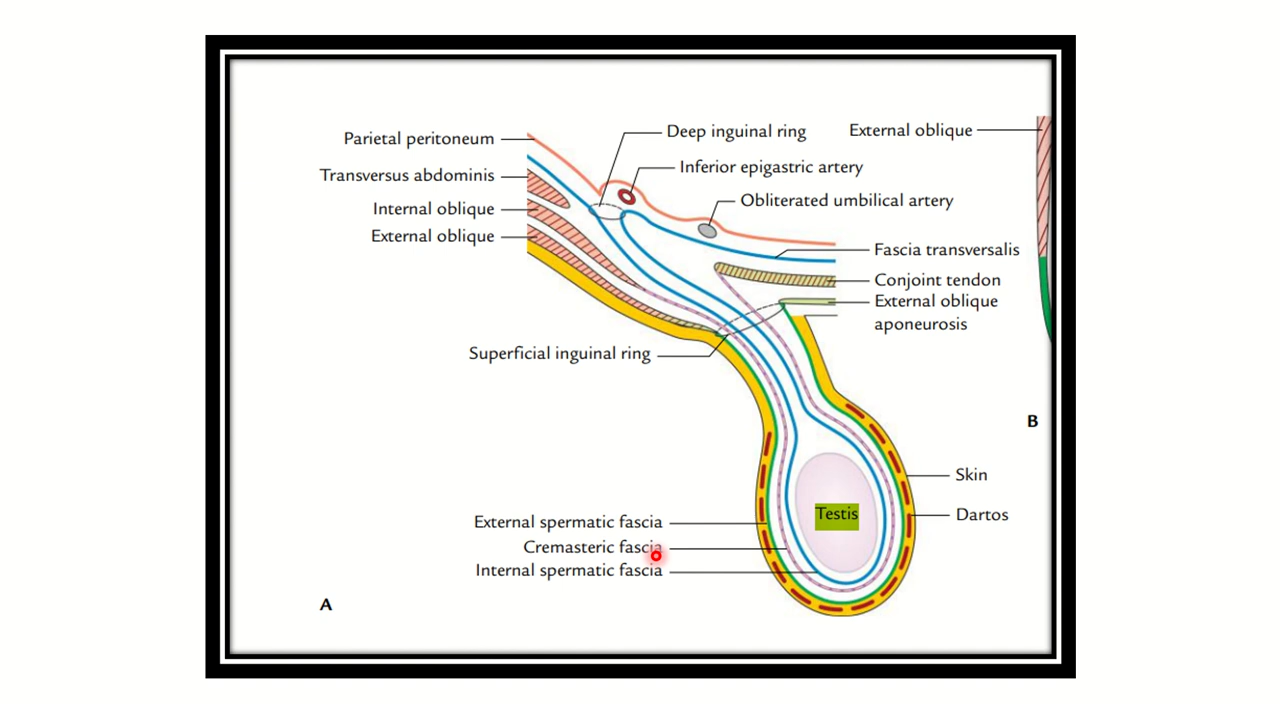 Parietal peritoneum
Transversus abdominis
Internal oblique
External oblique
Deep inguinal ring
Inferior epigastric artery
Obliterated umbilical artery
External oblique
Fascia transversalis
Conjoint tendon
External oblique
aponeurosis
Superficial inguinal ring
B
Skin
Dartos
Testis
External spermatic fascia
Cremasteric fascia
Internal spermatic fascia
A